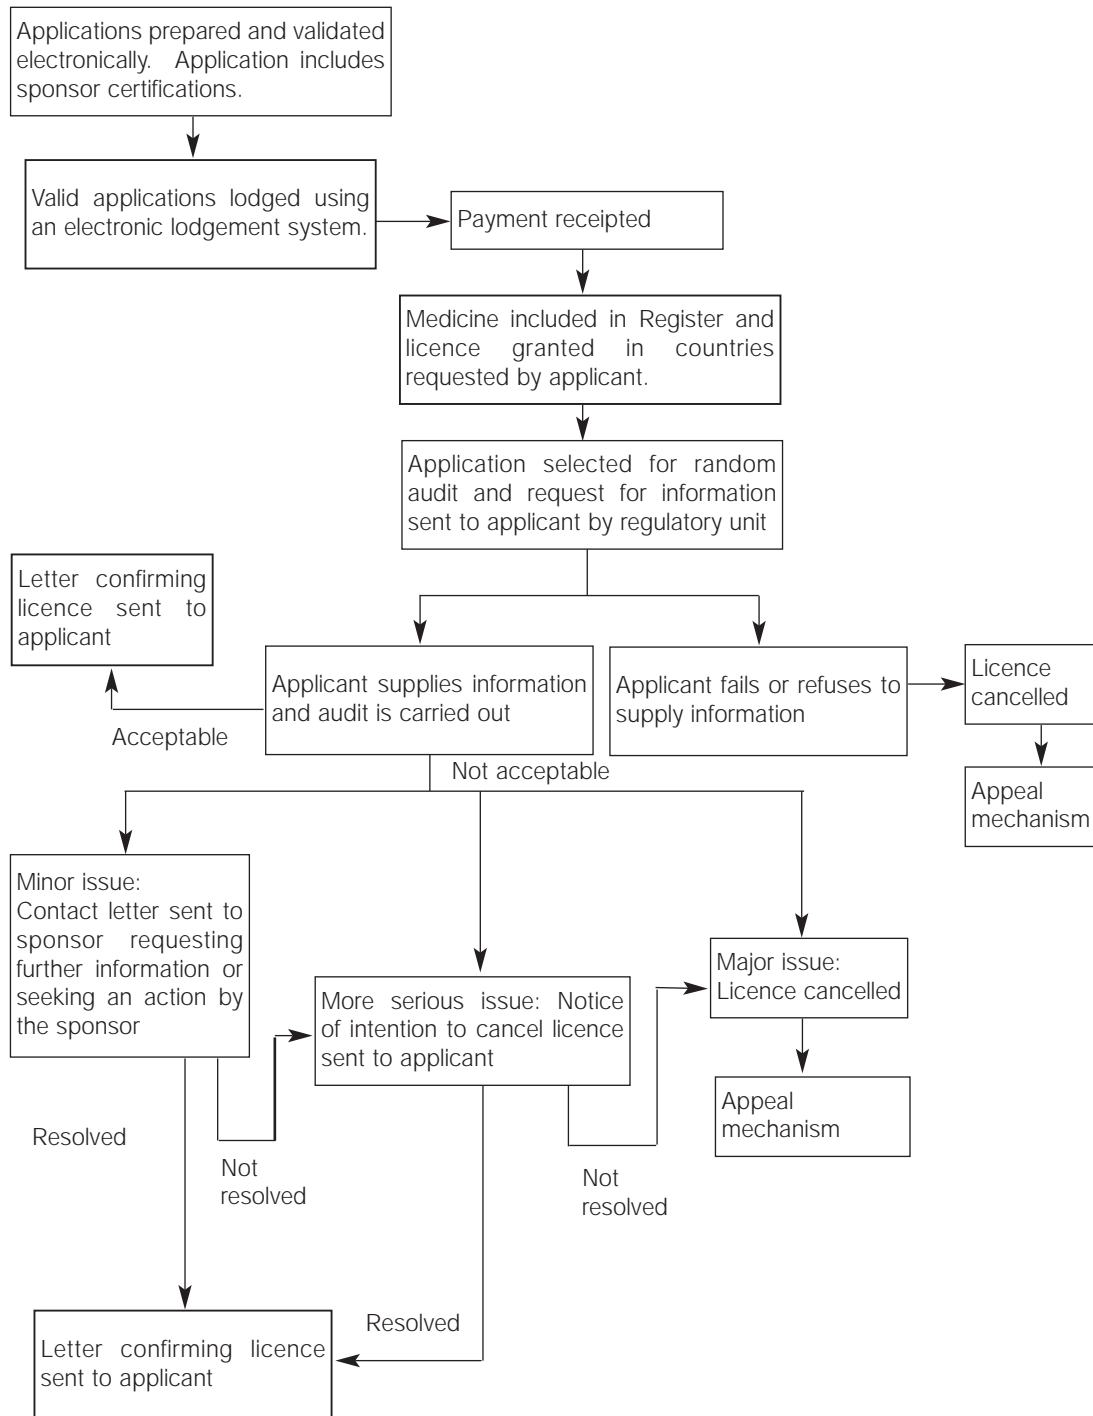 Applications prepared and validated
electronically. Application includes
sponsor certifications.
Valid applications lodged using
an electronic lodgement system.
Payment receipted
Medicine included in Register and
licence granted in countries
requested by applicant.
Application selected for random
audit and request for information
sent to applicant by regulatory unit
Letter confirming
licence sent to
applicant
Applicant supplies information
and audit is carried out
Applicant fails or refuses to
supply information
Licence
cancelled
Acceptable
Not acceptable
Appeal
mechanism
Minor issue:
Contact letter sent to
sponsor requesting
further information or
seeking an action by
the sponsor
More serious issue: Notice
of intention to cancel licence
sent to applicant
Major issue:
Licence cancelled
Appeal
mechanism
Resolved
Not
resolved
Not
resolved
Resolved
Letter confirming licence
sent to applicant